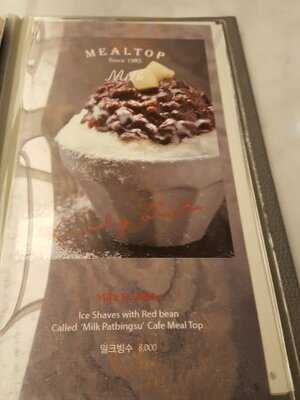 MEALTOP
Since 1985
Milk
Ice Shaves with Red bean
Called 'Milk Patbingsu' Cafe Meal Top
밀크빙수 8,000